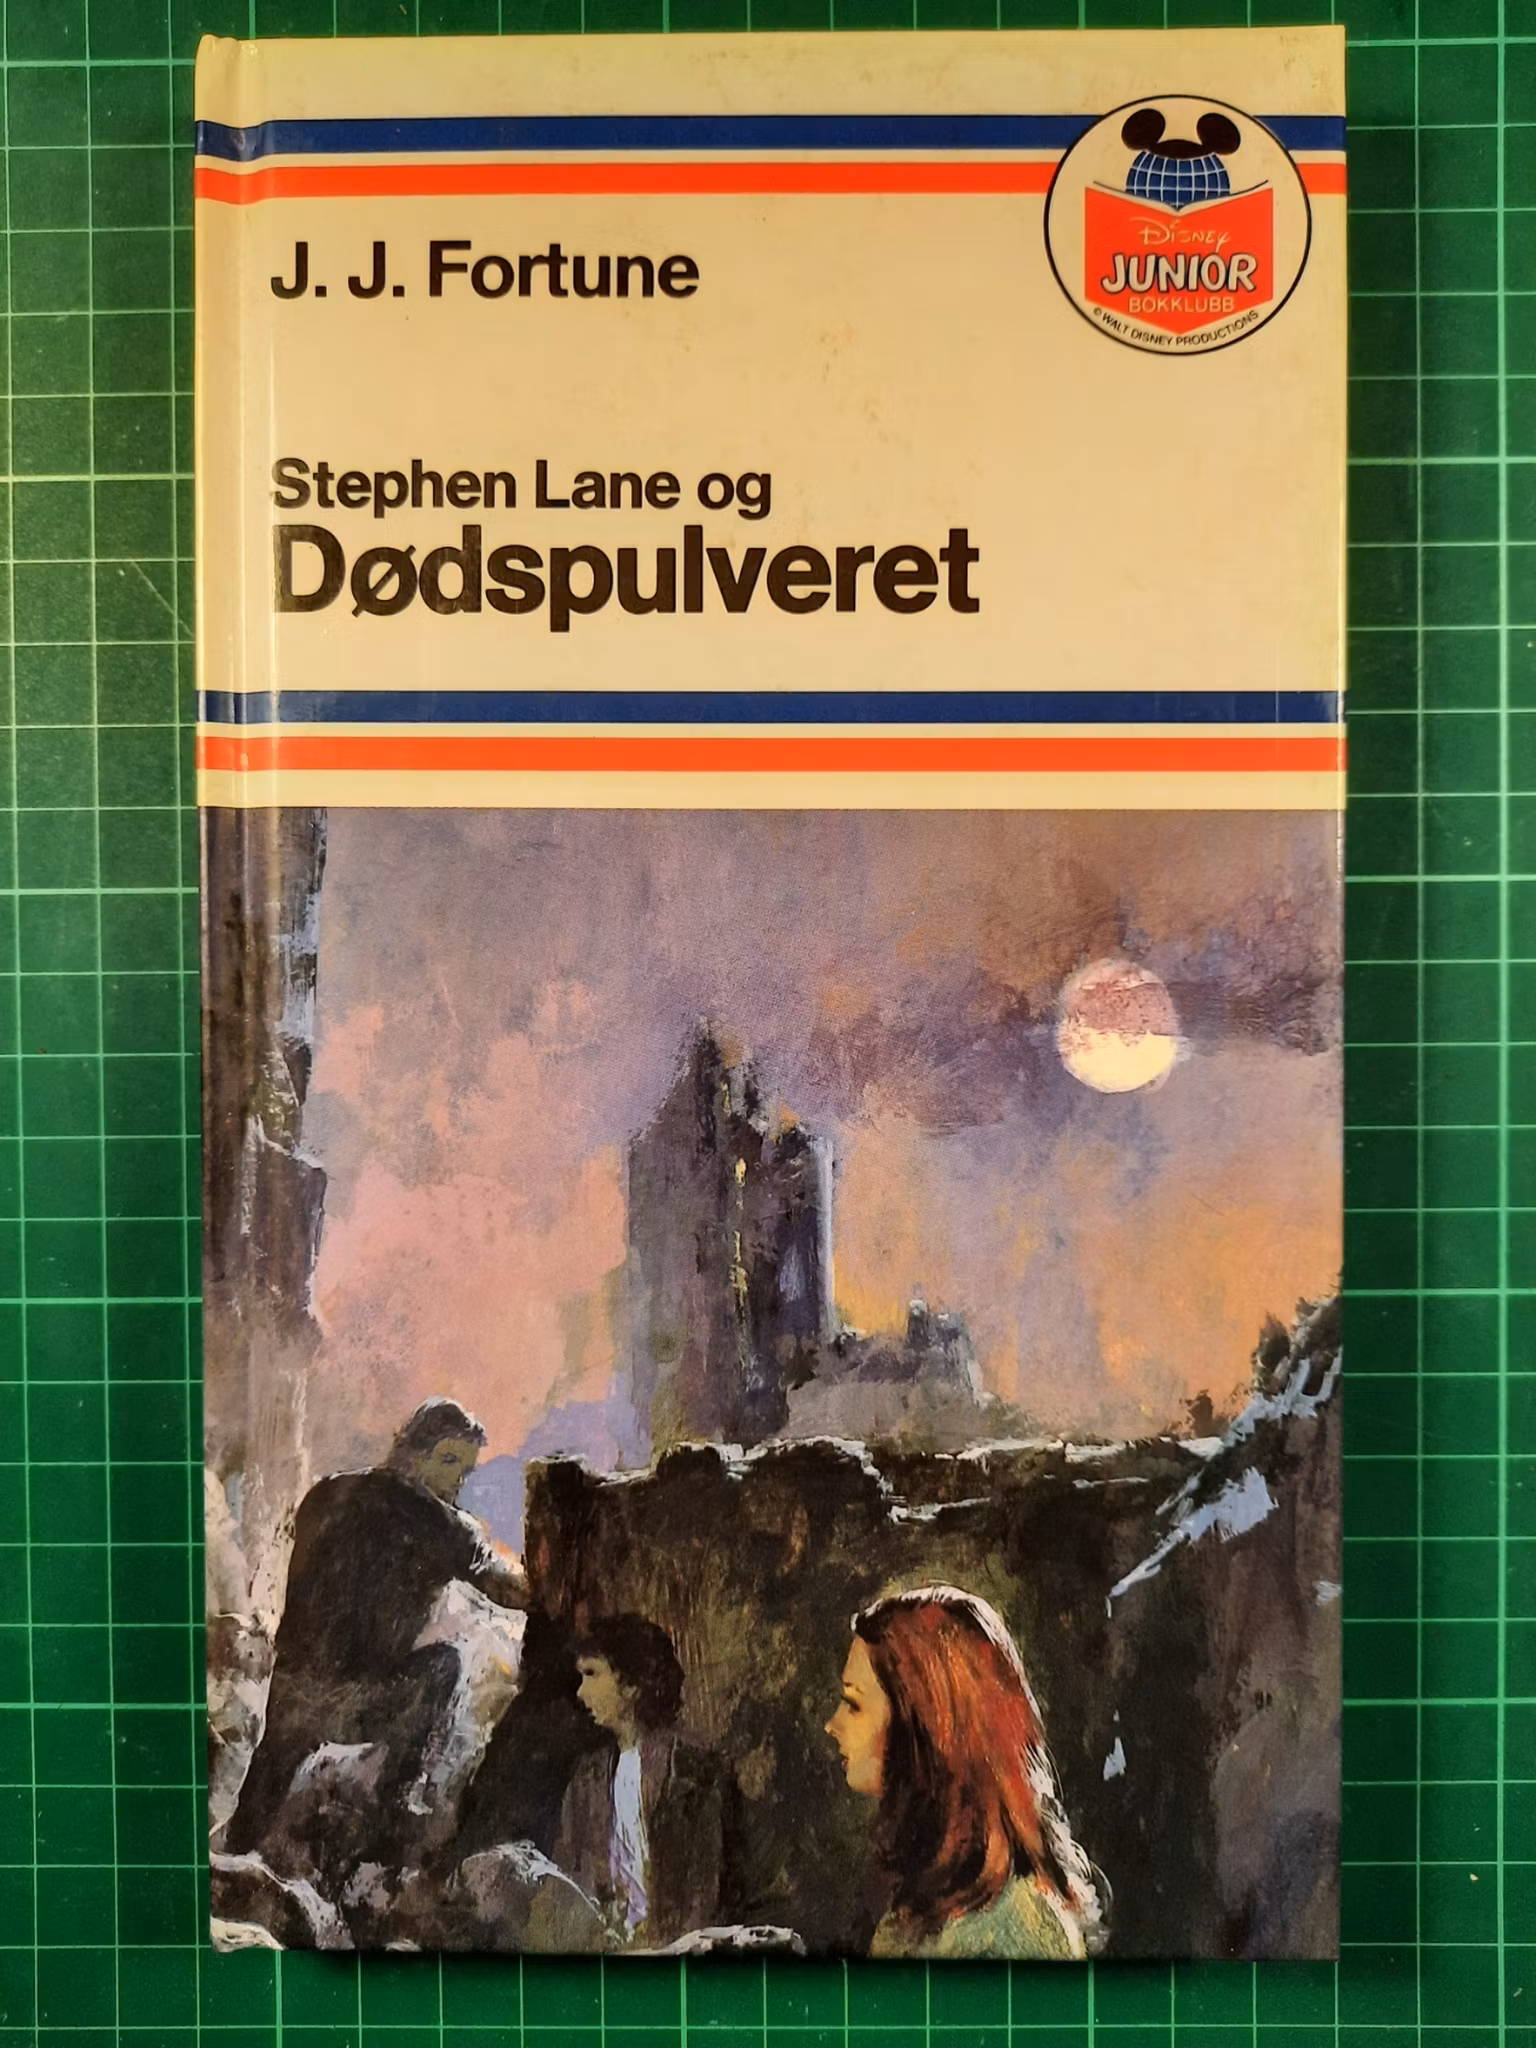 Disney
JUNIOR
BOKKLUBB
© WALT DISNEY PRODUCTIONS
J. J. Fortune
Stephen Lane og
Dødspulveret